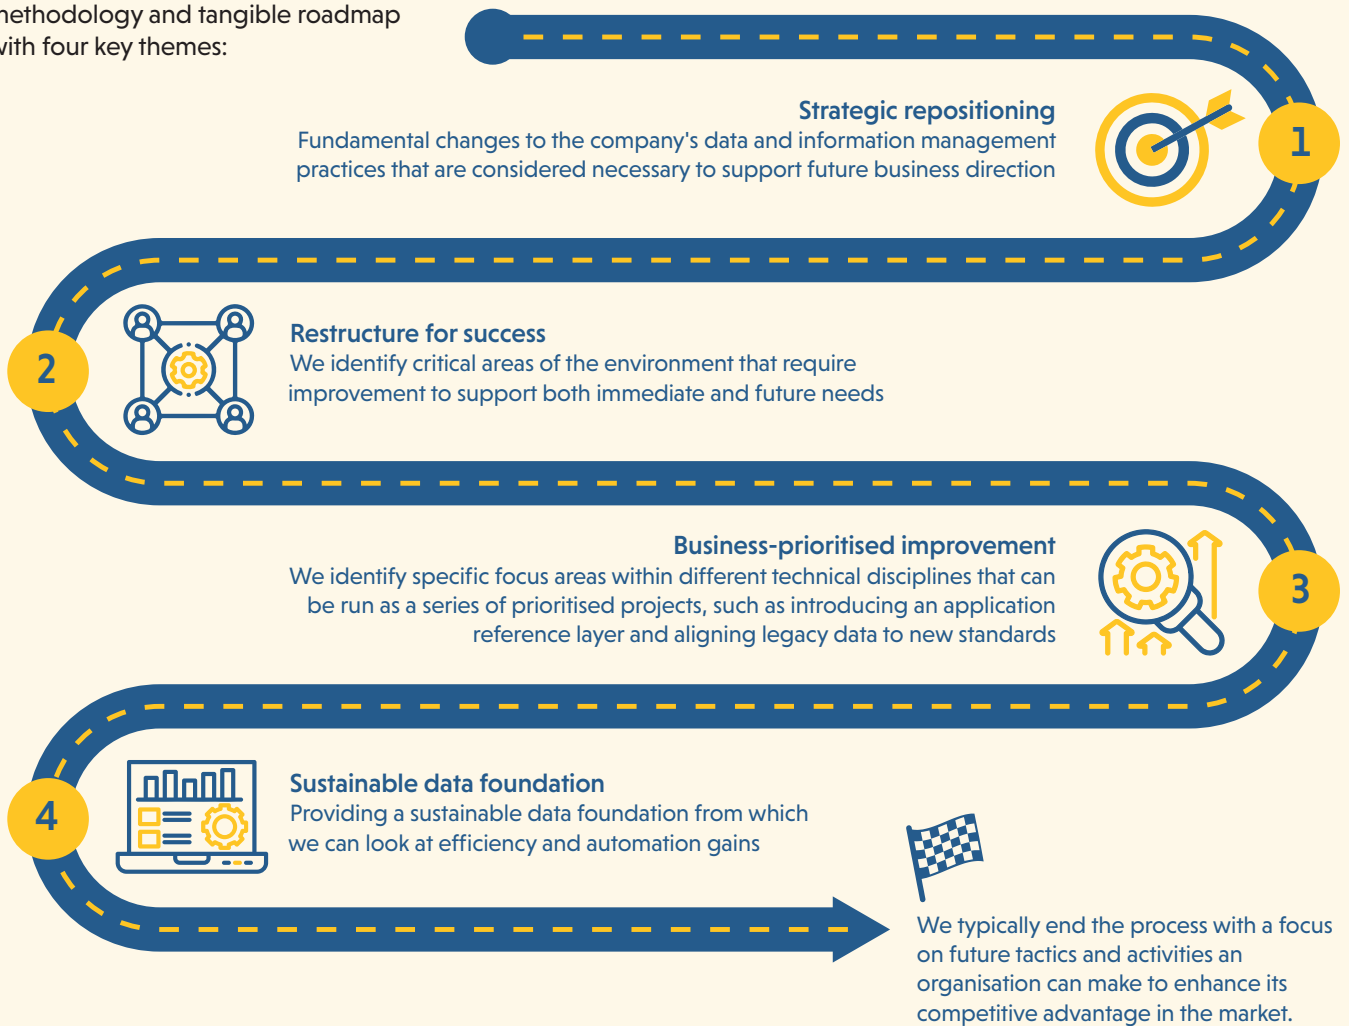 methodology and tangible roadmap
with four key themes:
1
Strategic repositioning
Fundamental changes to the company's data and information management
practices that are considered necessary to support future business direction
2
Restructure for success
We identify critical areas of the environment that require
improvement to support both immediate and future needs
3
Business-prioritised improvement
We identify specific focus areas within different technical disciplines that can
be run as a series of prioritised projects, such as introducing an application
reference layer and aligning legacy data to new standards
4
Sustainable data foundation
Providing a sustainable data foundation from which
we can look at efficiency and automation gains
We typically end the process with a focus
on future tactics and activities an
organisation can make to enhance its
competitive advantage in the market.